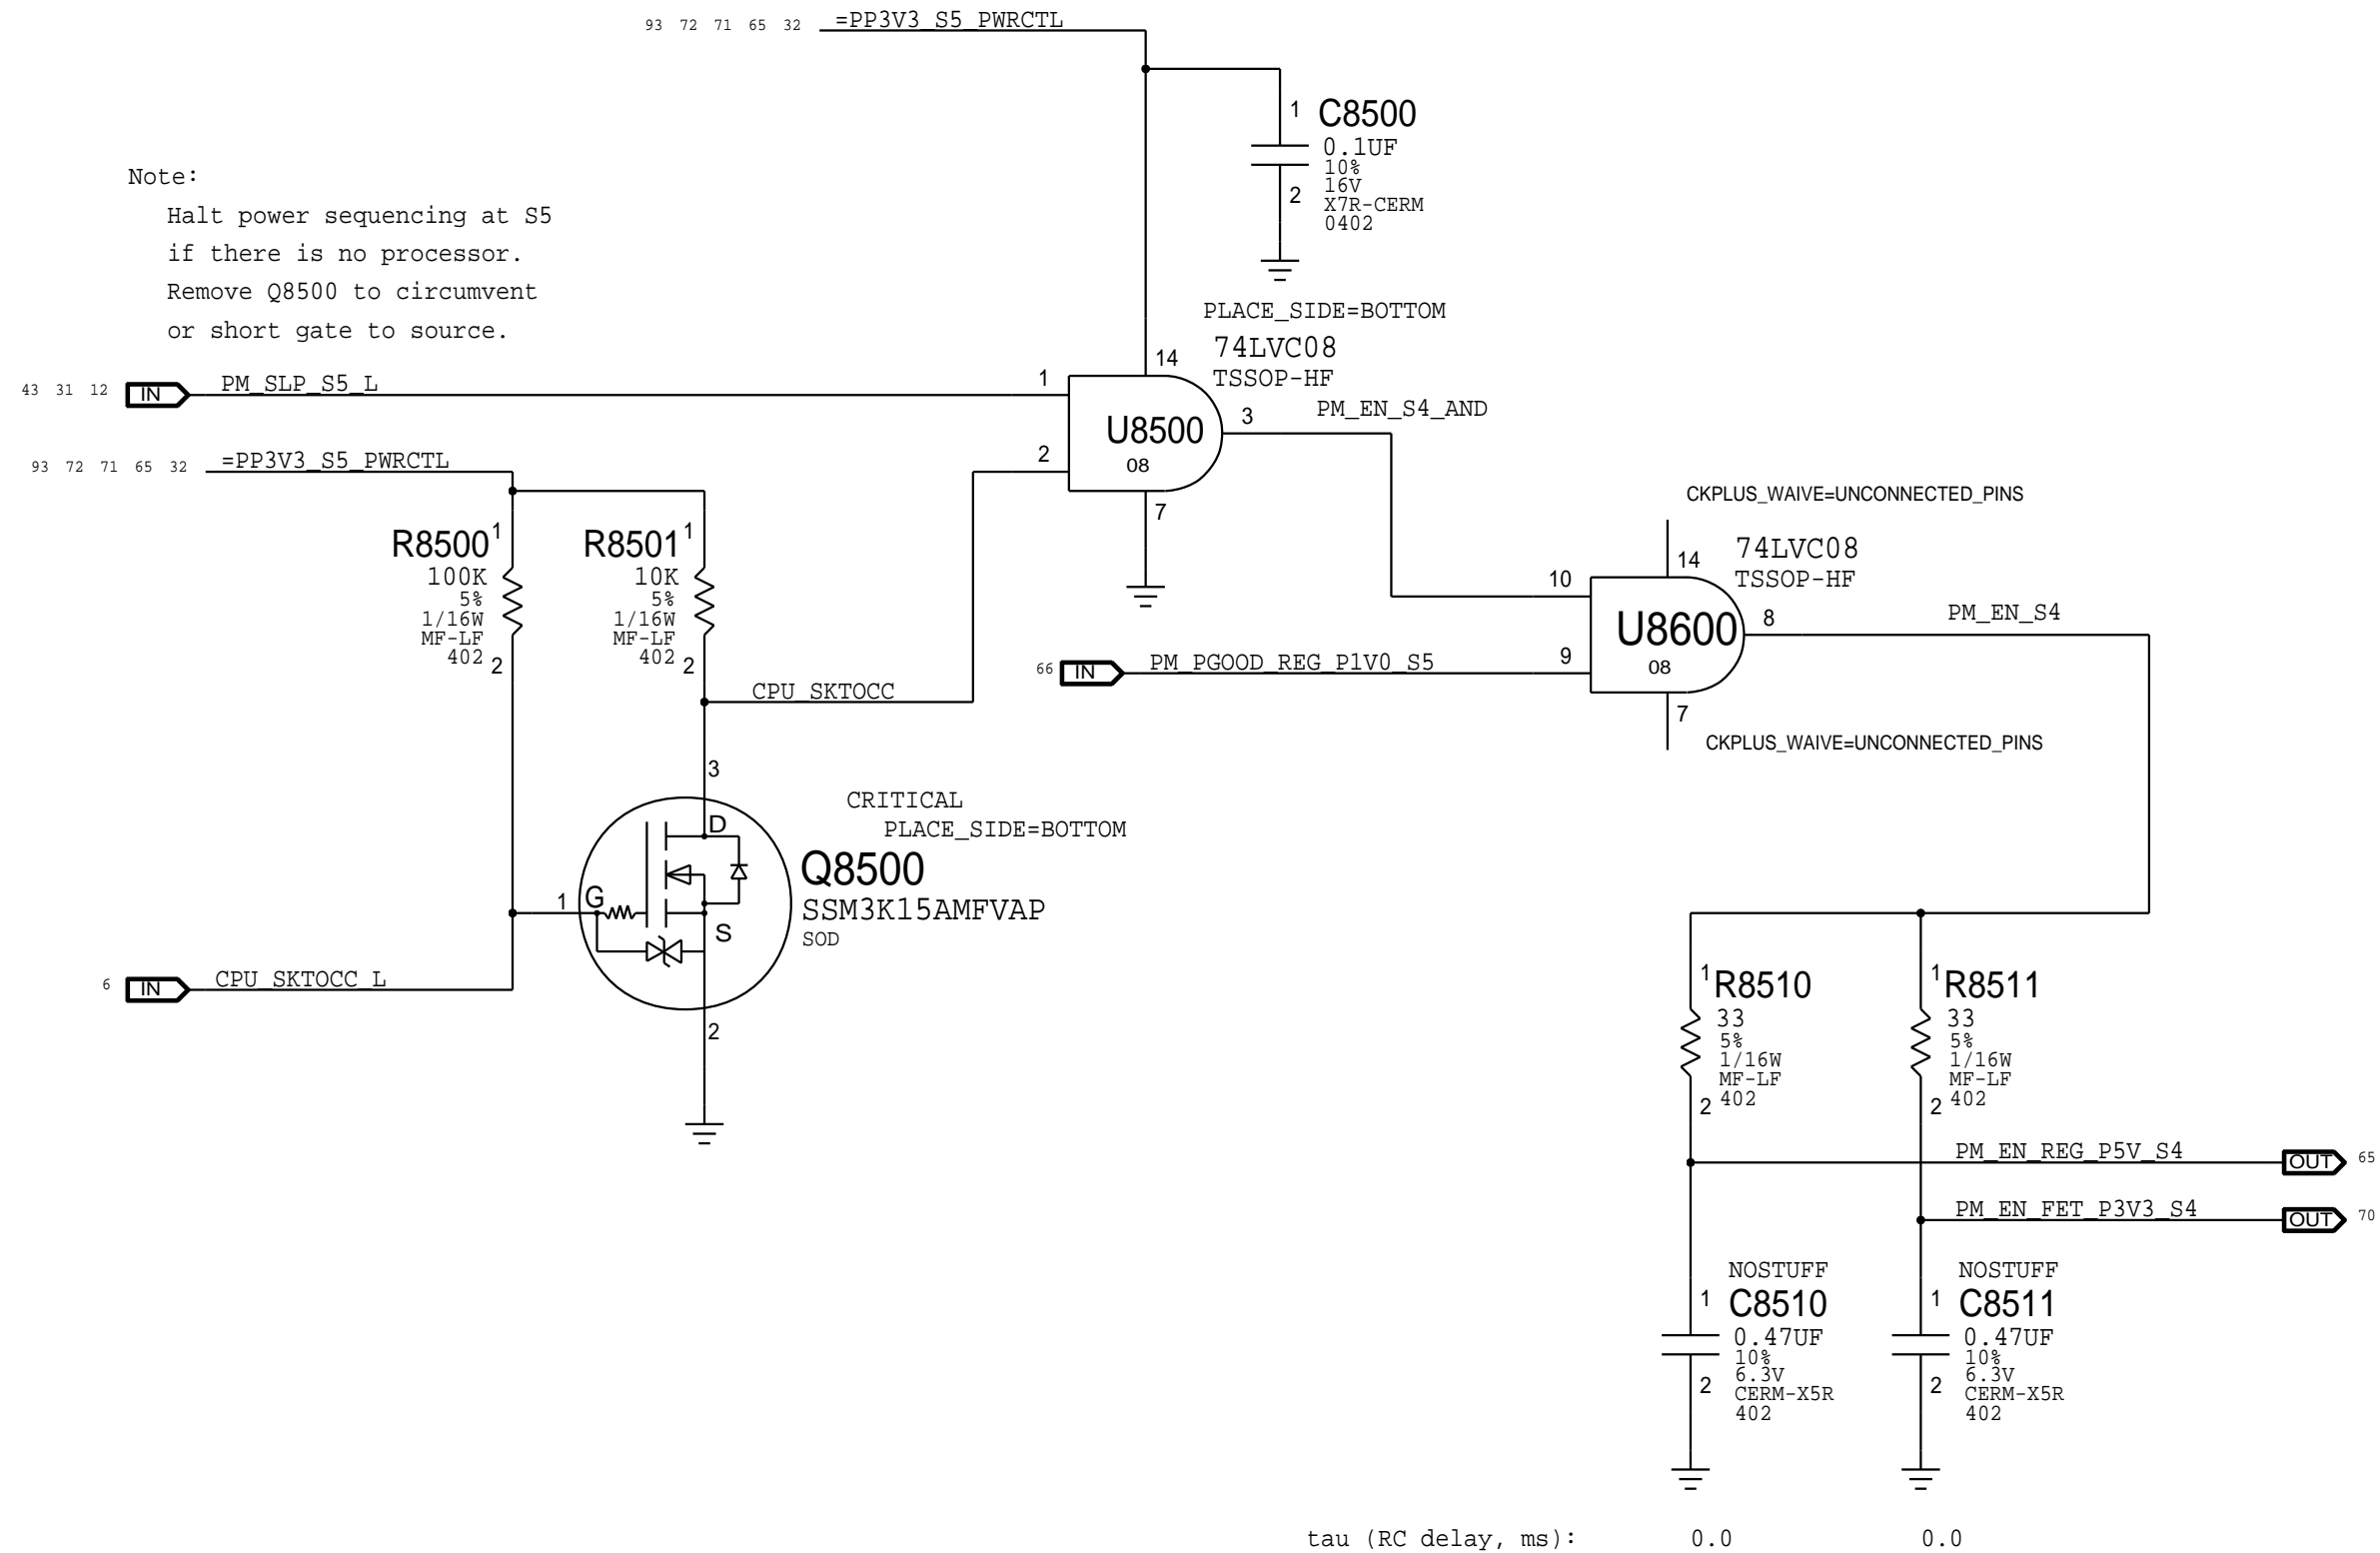 93 72 71 65 32 =PP3V3_S5_PWRCTL
1 C8500
0.1UF
10%
16V
2 X7R-CERM
0402
Note:
Halt power sequencing at S5
if there is no processor.
Remove Q8500 to circumvent
or short gate to source.
PLACE_SIDE=BOTTOM
14 74LVC08
TSSOP-HF
43 31 12 IN PM_SLP_S5_L 1
U8500
08
3 PM_EN_S4_AND
2
7
93 72 71 65 32 =PP3V3_S5_PWRCTL
R8500 1
100K
5%
1/16W
MF-LF
402 2
R8501 1
10K
5%
1/16W
MF-LF
402 2
CPU_SKTOCC
CKPLUS_WAIVE=UNCONNECTED_PINS
14 74LVC08
TSSOP-HF
10
U8600
08
8 PM_EN_S4
66 IN PM_PGOOD_REG_P1V0_S5 9
7
CKPLUS_WAIVE=UNCONNECTED_PINS
3
CRITICAL
PLACE_SIDE=BOTTOM
D
Q8500
SSM3K15AMFVAP
SOD
1 G
S
6 IN CPU_SKTOCC_L
2
1 R8510
33
5%
1/16W
MF-LF
2 402
1 R8511
33
5%
1/16W
MF-LF
2 402
PM_EN_REG_P5V_S4 OUT 65
PM_EN_FET_P3V3_S4 OUT 70
NOSTUFF
1 C8510
0.47UF
10%
6.3V
2 CERM-X5R
402
NOSTUFF
1 C8511
0.47UF
10%
6.3V
2 CERM-X5R
402
tau (RC delay, ms): 0.0 0.0